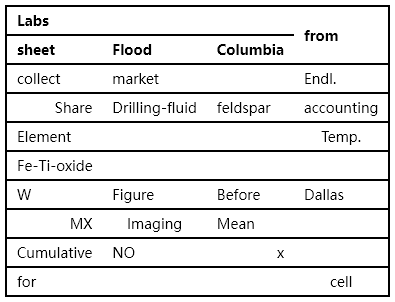 Labs
from
sheet Flood Columbia
collect market Endl.
Share Drilling-fluid feldspar accounting
Element Temp.
Fe-Ti-oxide
W Figure Before Dallas
MX Imaging Mean
Cumulative NO x
for cell